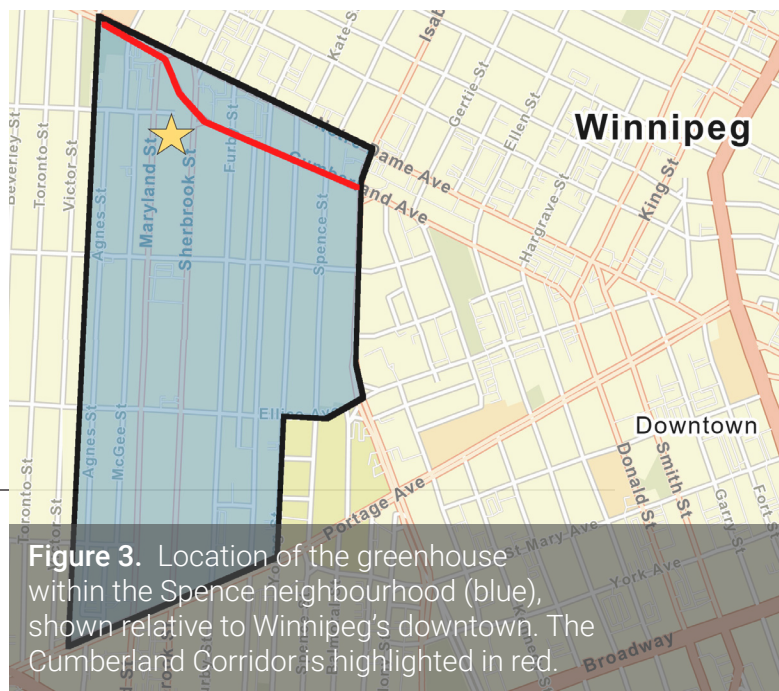 Kate St
Isab
Gertie St
Ellen St
Winnipeg
Notre Dame Ave
Cumberland Ave
Hargrave St
King St
Beverley St
Toronto St
Victor St
Agnes St
Maryland St
Sherbrook St
Furby St
Spence St
Agnes St
McGee St
Ellice Ave
Downtown
Toronto St
Portage Ave
Donald St
Smith St
Garry St
Fort St
St Mary Ave
York Ave
Broadway
Figure 3. Location of the greenhouse
within the Spence neighbourhood (blue),
shown relative to Winnipeg’s downtown. The
Cumberland Corridor is highlighted in red.